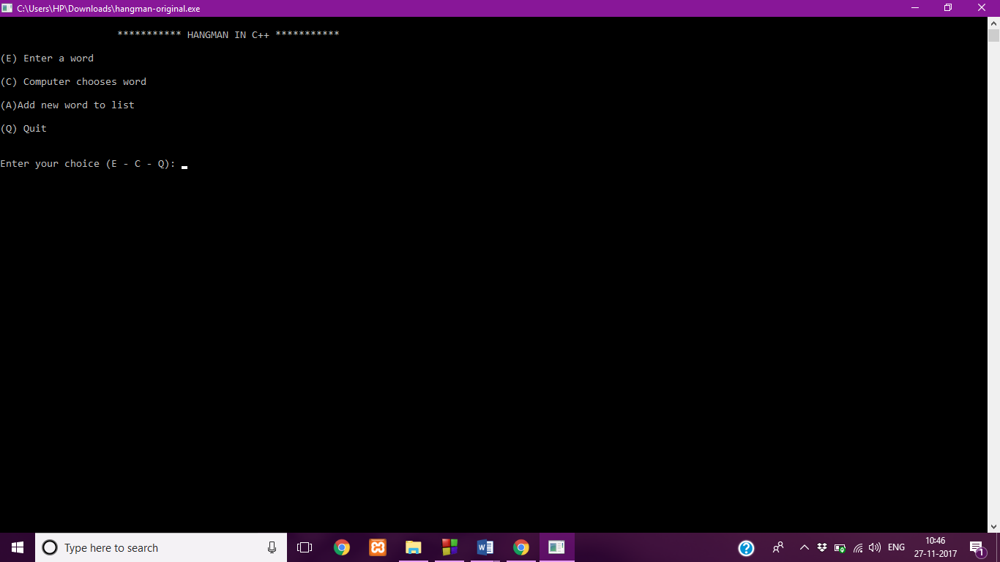 C:\Users\HP\Downloads\hangman-original.exe
*********** HANGMAN IN C++ ***********
(E) Enter a word
(C) Computer chooses word
(A)Add new word to list
(Q) Quit
Enter your choice (E - C - Q):
Type here to search
ENG
10:46
27-11-2017
1